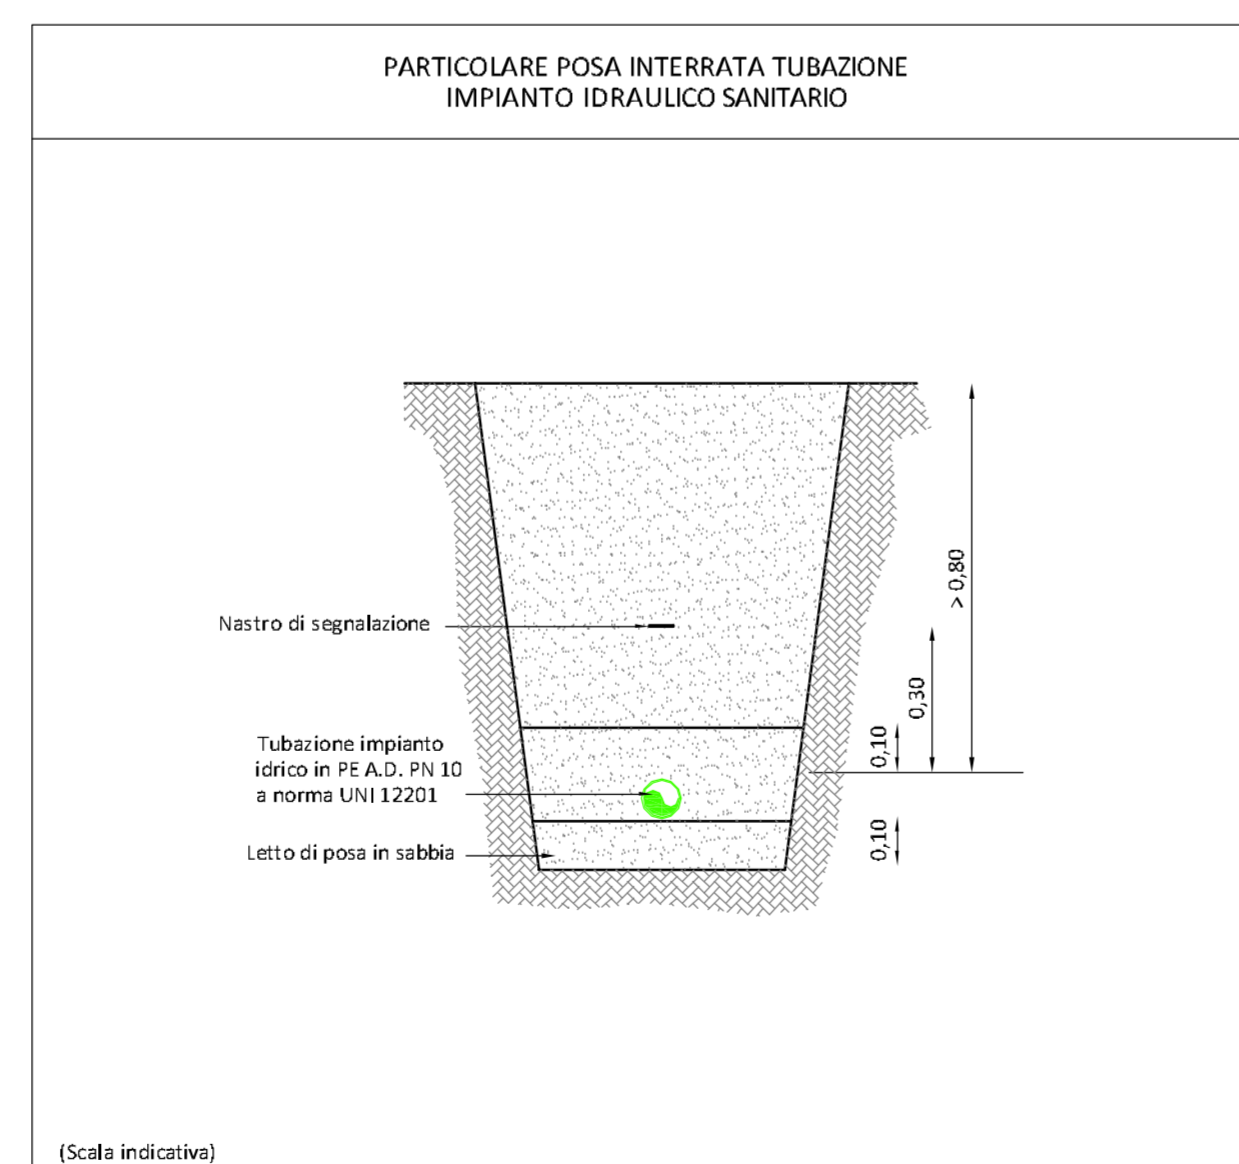 PARTICOLARE POSA INTERRATA TUBAZIONE
IMPIANTO IDRAULICO SANITARIO
> 0,80
Nastro di segnalazione
0,30
0,10
Tubazione impianto
idrico in PE A.D. PN 10
a norma UNI 12201
0,10
Letto di posa in sabbia
(Scala indicativa)